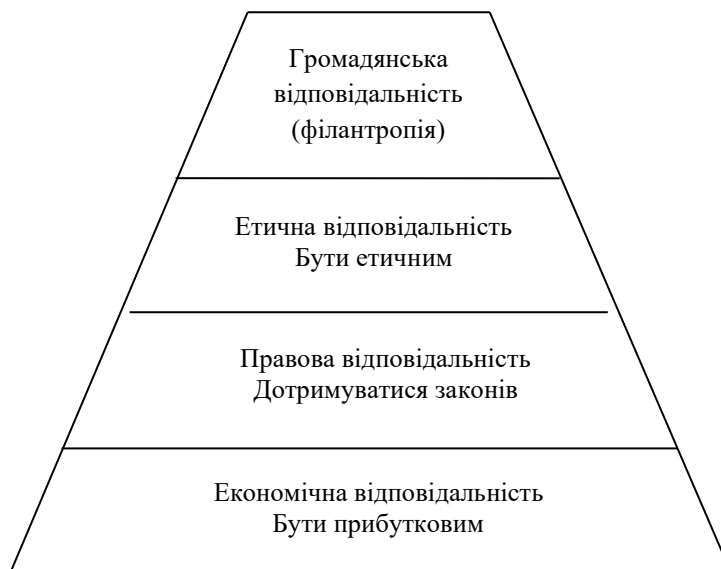 Громадянська
відповідальність
(філантропія)
Етична відповідальність
Бути етичним
Правова відповідальність
Дотримуватися законів
Економічна відповідальність
Бути прибутковим